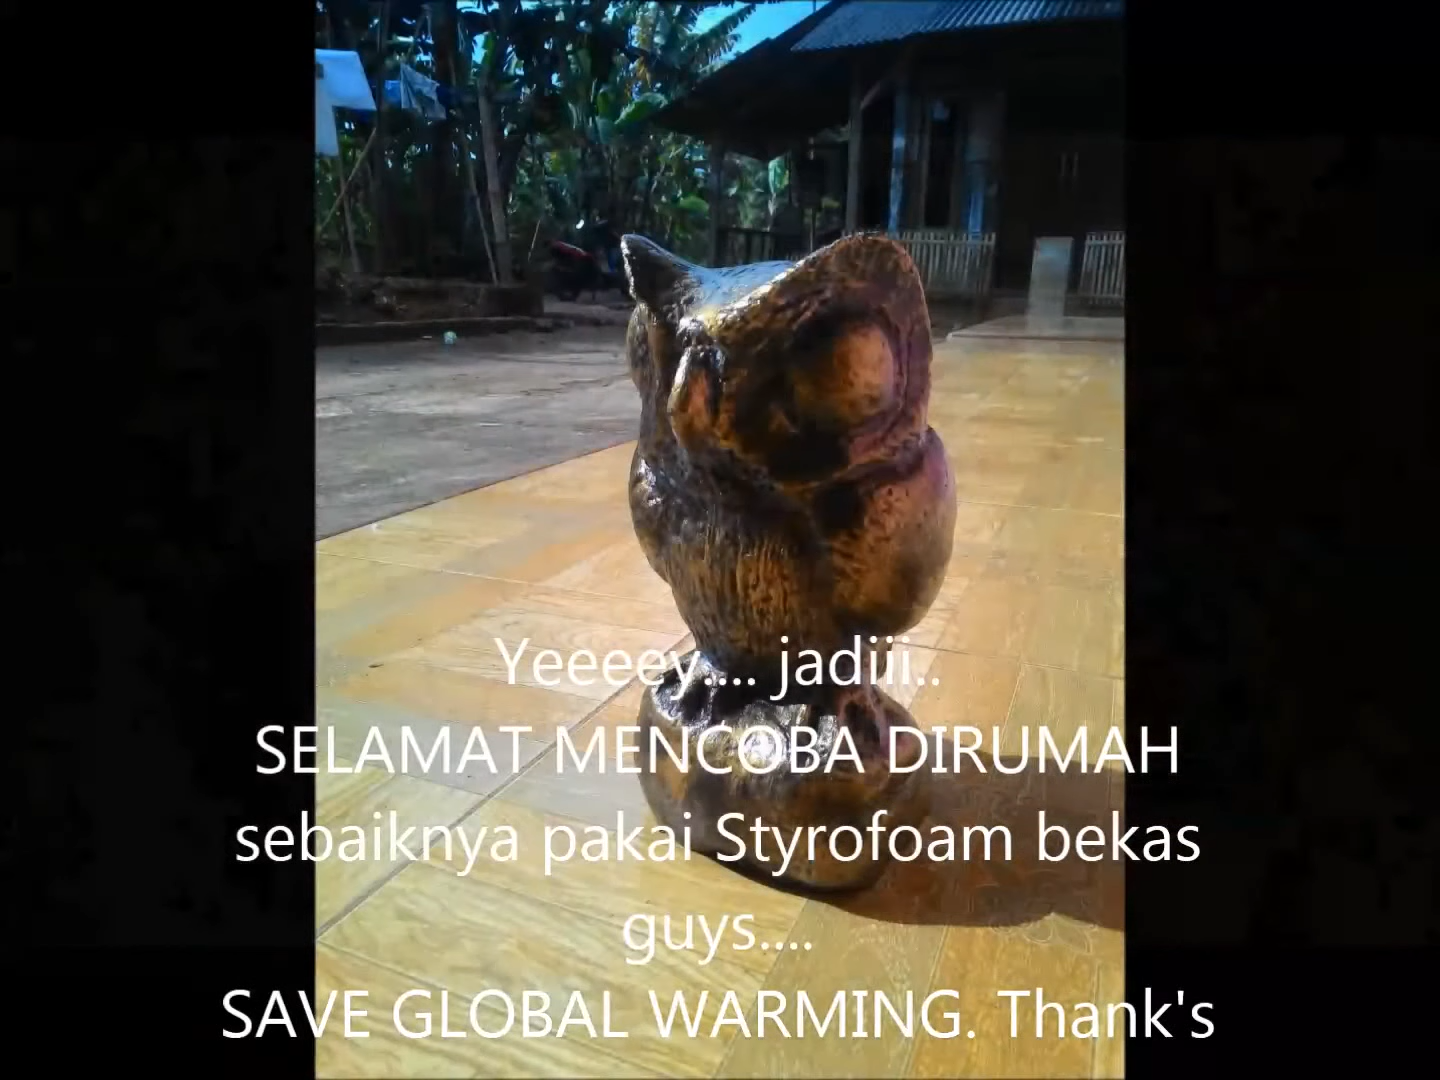 Yeeeey.... jadiii..
SELAMAT MENCOBA DIRUMAH
sebaiknya pakai Styrofoam bekas
guys....
SAVE GLOBAL WARMING. Thank's